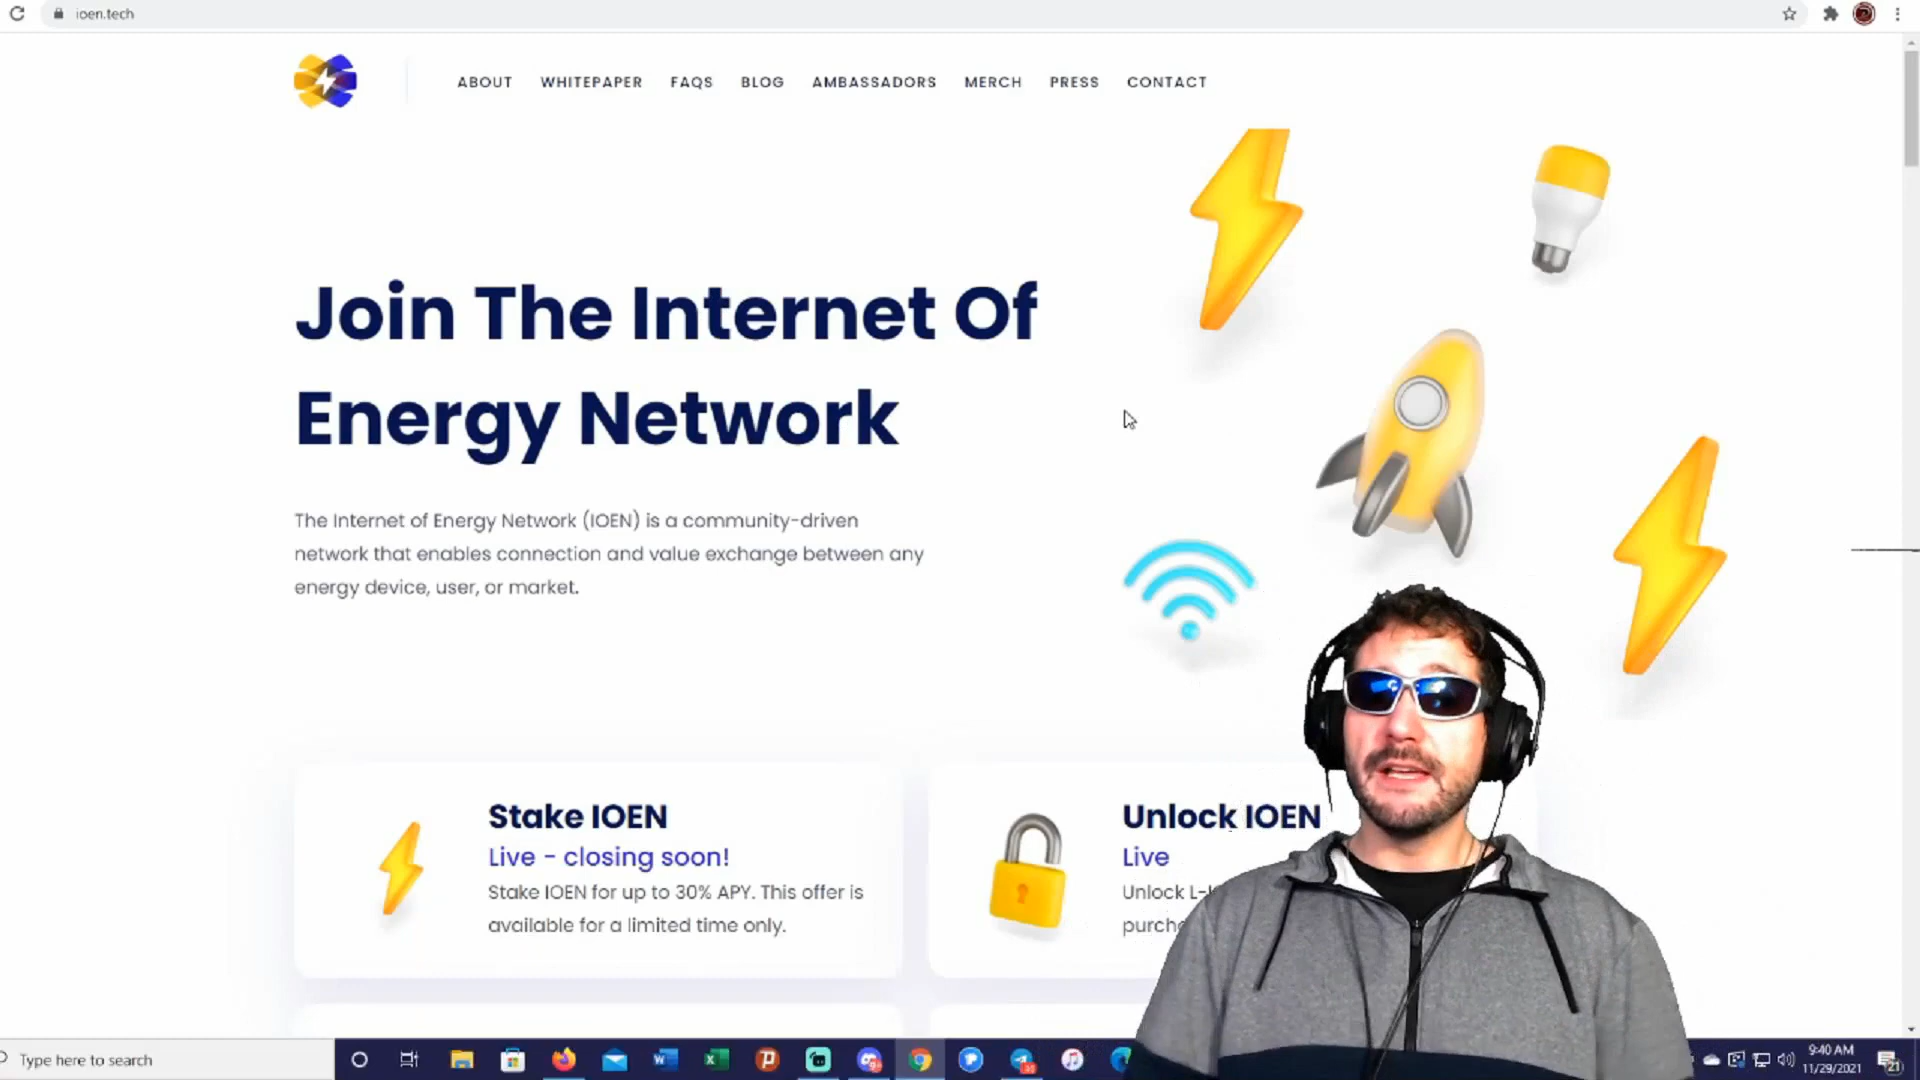 ioen.tech
ABOUT WHITEPAPER FAQS BLOG AMBASSADORS MERCH PRESS CONTACT
Join The Internet Of
Energy Network
The Internet of Energy Network (IOEN) is a community-driven
network that enables connection and value exchange between any
energy device, user, or market.
Stake IOEN
Live - closing soon!
Stake IOEN for up to 30% APY. This offer is
available for a limited time only.
Unlock IOEN
Live
Unlock
Type here to search
9:40 AM
11/29/2021
21